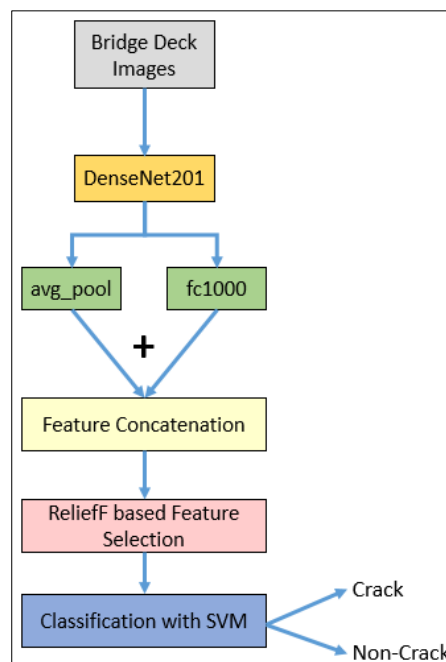 Bridge Deck
Images
DenseNet201
avg_pool
fc1000
+
Feature Concatenation
ReliefF based Feature
Selection
Classification with SVM
Crack
Non-Crack